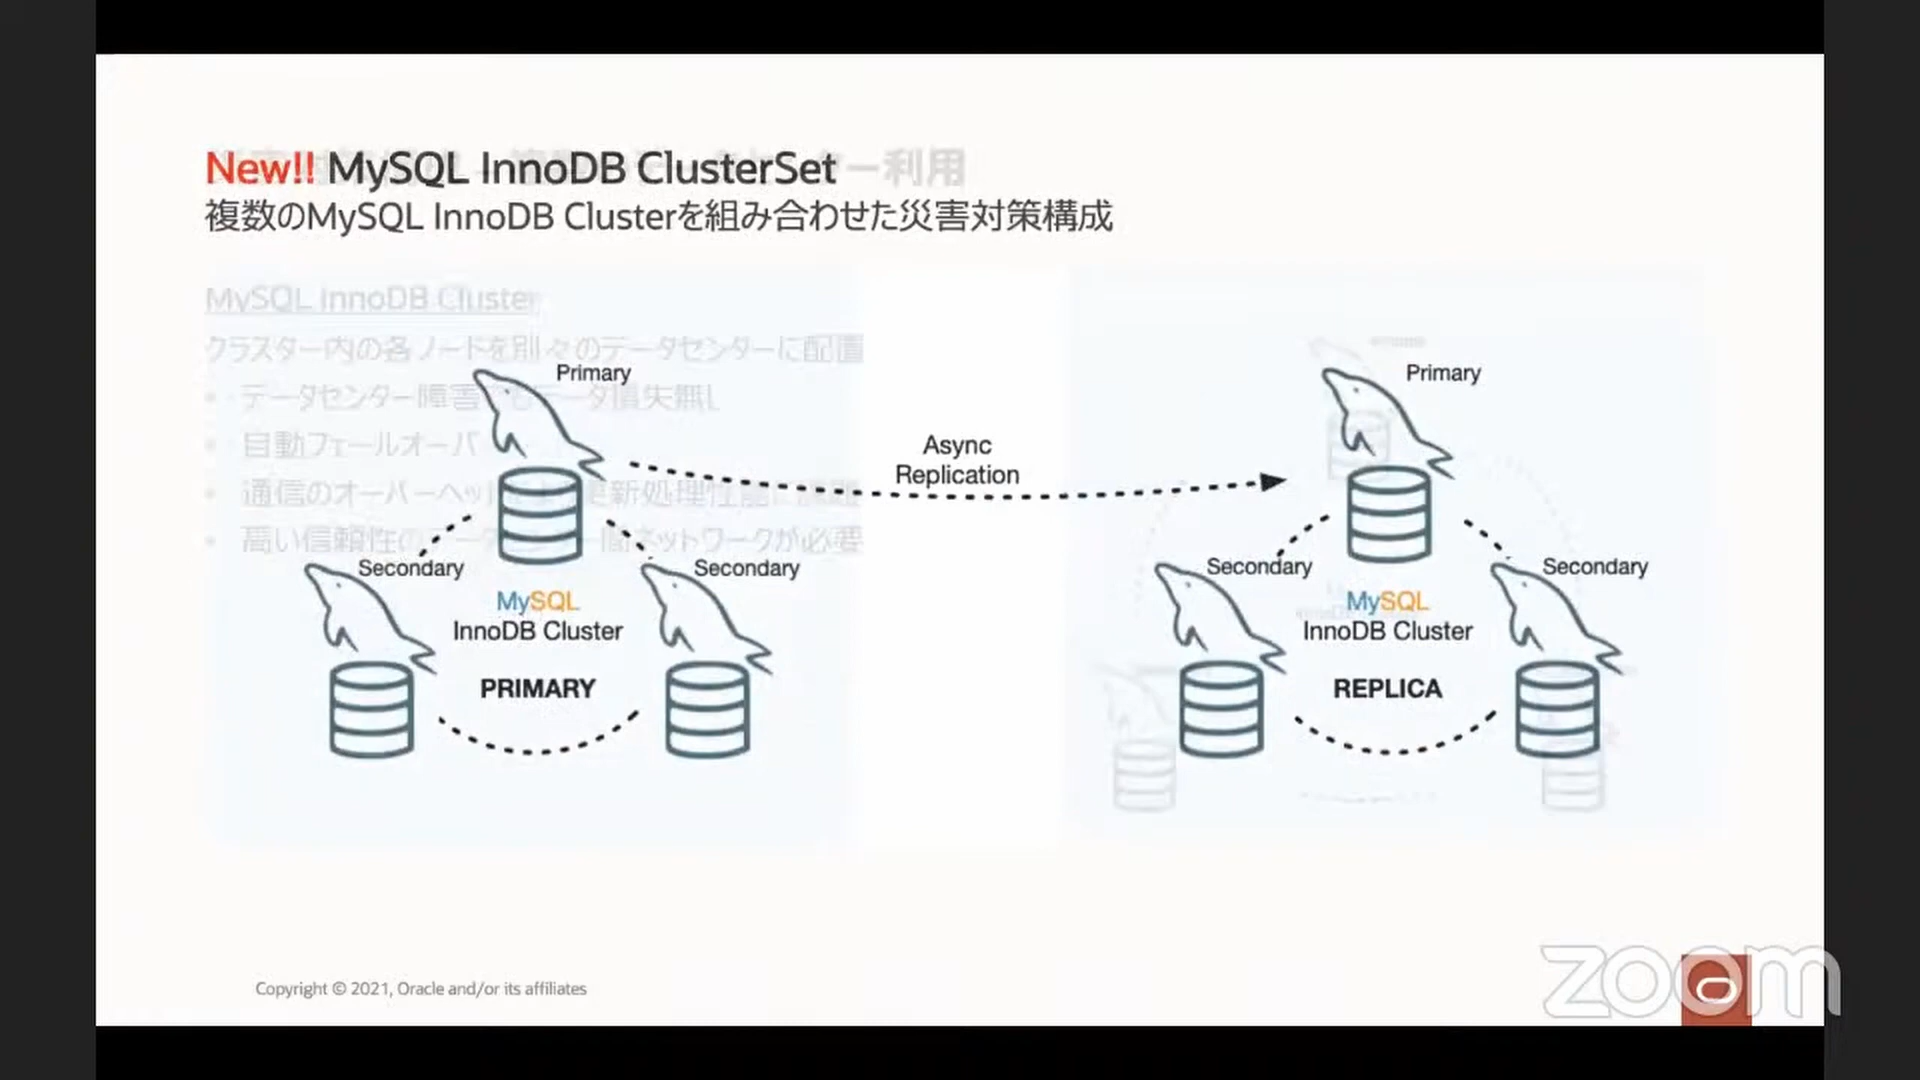 New!! MySQL InnoDB ClusterSet
ー利用
複数のMySQL InnoDB Clusterを組み合わせた災害対策構成
MySQL InnoDB Cluster
クラスター内の各ノードを別々のデータセンターに配置
データセンター障害でもデータ損失無し
自動フェールオーバ
通信のオーバーヘッドによる更新処理性能に課題
高い信頼性のデータセンター間ネットワークが必要
Primary
Secondary
Secondary
MySQL
InnoDB Cluster
PRIMARY
Async
Replication
Primary
Secondary
Secondary
MySQL
InnoDB Cluster
REPLICA
Copyright © 2021, Oracle and/or its affiliates
zoom